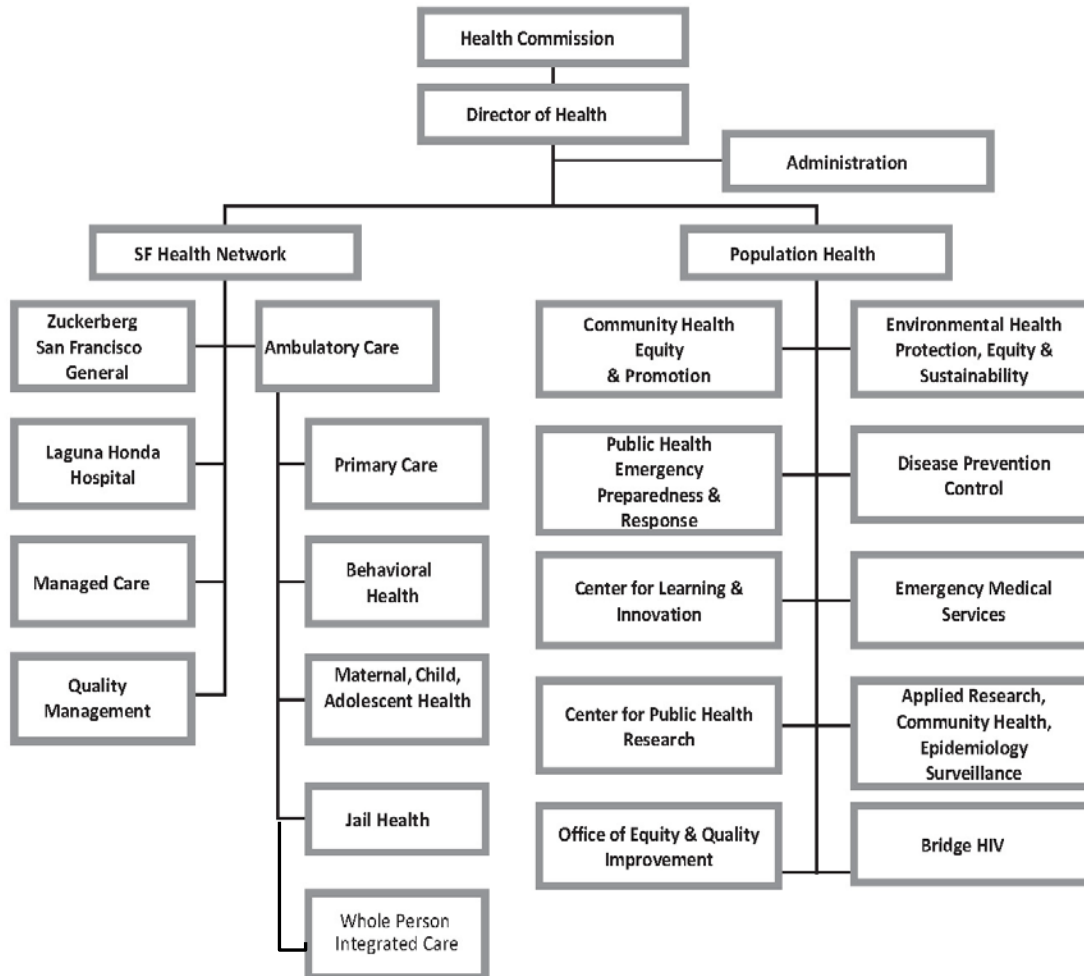 Health Commission
Director of Health
Administration
SF Health Network
Population Health
Zuckerberg
San Francisco
General
Ambulatory Care
Laguna Honda
Hospital
Primary Care
Managed Care
Behavioral
Health
Quality
Management
Maternal, Child,
Adolescent Health
Jail Health
Whole Person
Integrated Care
Community Health
Equity
& Promotion
Environmental Health
Protection, Equity &
Sustainability
Public Health
Emergency
Preparedness &
Response
Disease Prevention
Control
Center for Learning &
Innovation
Emergency Medical
Services
Center for Public Health
Research
Applied Research,
Community Health,
Epidemiology
Surveillance
Office of Equity & Quality
Improvement
Bridge HIV